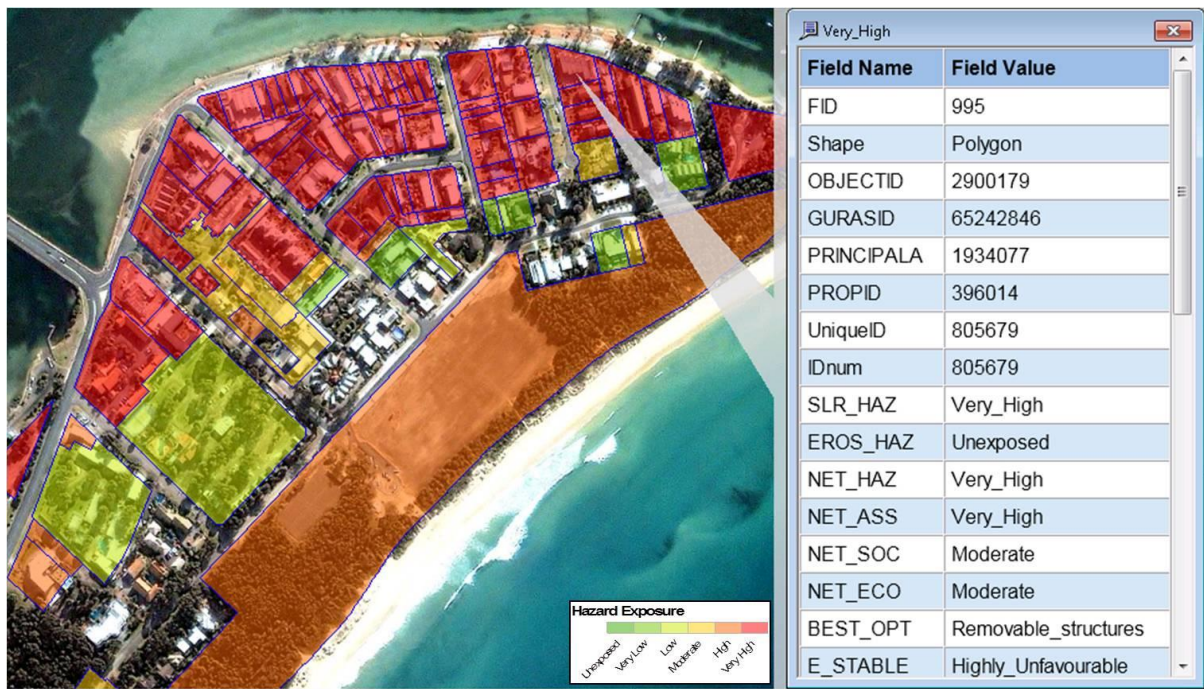 Very_High
Field Name Field Value
FID 995
Shape Polygon
OBJECTID 2900179
GURASID 65242846
PRINCIPALA 1934077
PROPID 396014
UniqueID 805679
IDnum 805679
SLR_HAZ Very_High
EROS_HAZ Unexposed
NET_HAZ Very_High
NET_ASS Very_High
NET_SOC Moderate
NET_ECO Moderate
BEST_OPT Removable_structures
E_STABLE Highly_Unfavourable
Hazard Exposure
Unexposed Very Low Low Moderate High Very High